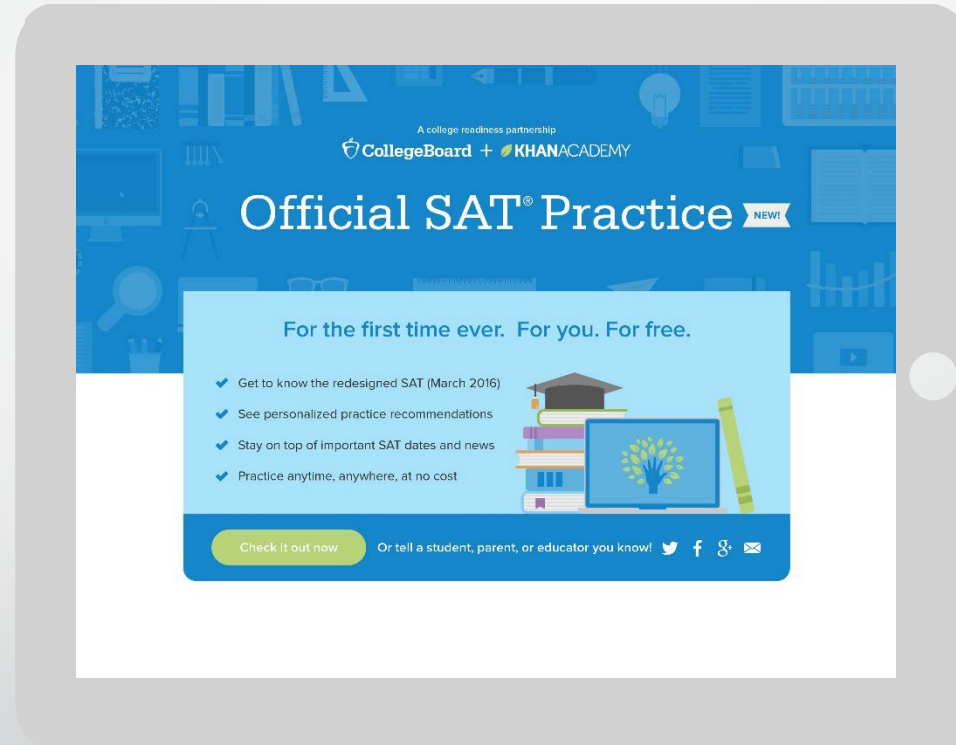 A college readiness partnership
CollegeBoard + KHANACADEMY
Official SAT® Practice NEW!
For the first time ever. For you. For free.
Get to know the redesigned SAT (March 2016)
See personalized practice recommendations
Stay on top of important SAT dates and news
Practice anytime, anywhere, at no cost
Check it out now Or tell a student, parent, or educator you know!